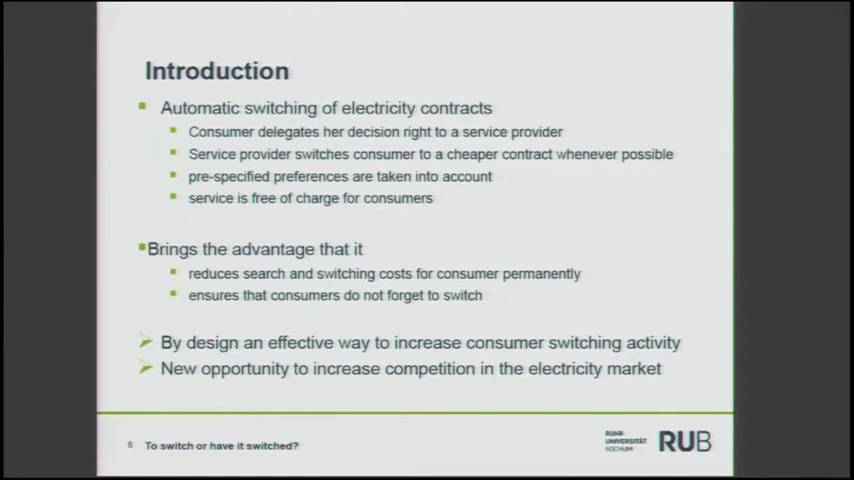 Introduction
Automatic switching of electricity contracts
Consumer delegates her decision right to a service provider
Service provider switches consumer to a cheaper contract whenever possible
pre-specified preferences are taken into account
service is free of charge for consumers
Brings the advantage that it
reduces search and switching costs for consumer permanently
ensures that consumers do not forget to switch
By design an effective way to increase consumer switching activity
New opportunity to increase competition in the electricity market
8 To switch or have it switched?
RUHR
UNIVERSITÄT
BOCHUM
RUB